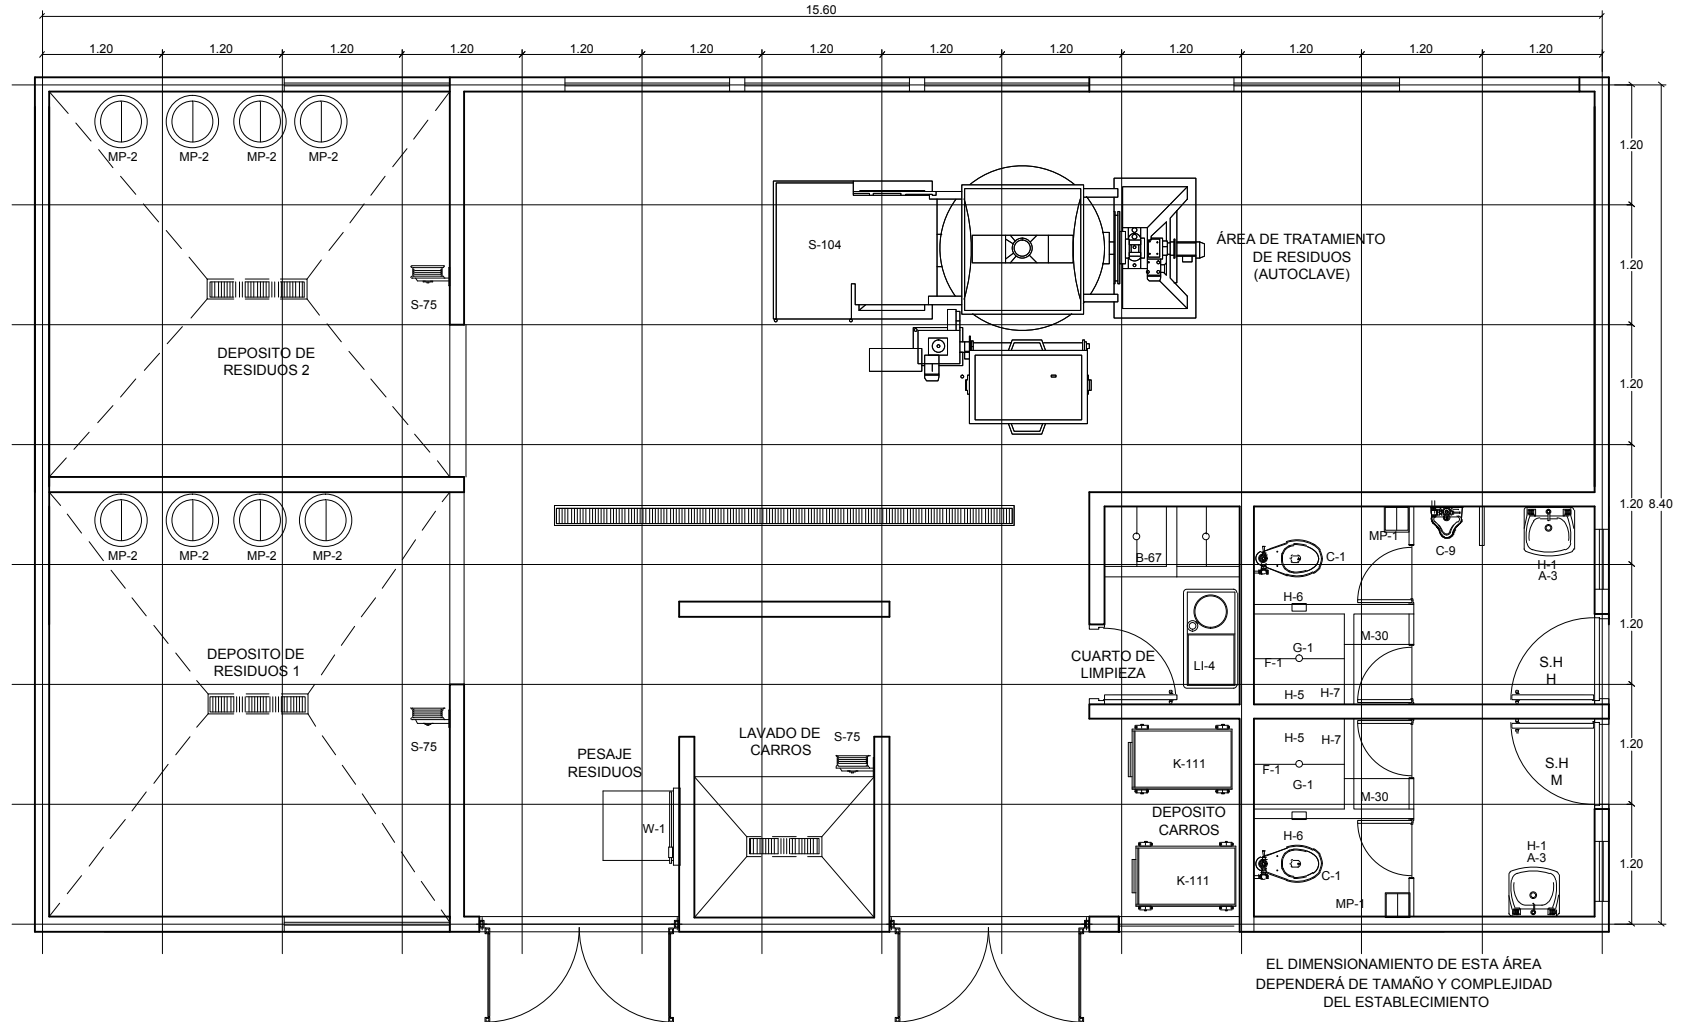 15.60
1.20 1.20 1.20 1.20 1.20 1.20 1.20 1.20 1.20 1.20 1.20 1.20 1.20
MP-2 MP-2 MP-2 MP-2
1.20
S-104
ÁREA DE TRATAMIENTO
DE RESIDUOS
(AUTOCLAVE)
1.20
S-75
DEPOSITO DE
RESIDUOS 2
1.20
1.20 8.40
MP-2 MP-2 MP-2 MP-2
B-67
C-1
MP-1
C-9
H-1
A-3
H-6
1.20
M-30
G-1
F-1
H-5 H-7
S.H
H
CUARTO DE
LIMPIEZA
LI-4
DEPOSITO DE
RESIDUOS 1
S-75
PESAJE
RESIDUOS
LAVADO DE
CARROS
S-75
K-111
H-5 H-7
F-1
G-1
M-30
S.H
M
1.20
W-1
DEPOSITO
CARROS
K-111
H-6
C-1
MP-1
H-1
A-3
1.20
EL DIMENSIONAMIENTO DE ESTA ÁREA
DEPENDERÁ DE TAMAÑO Y COMPLEJIDAD
DEL ESTABLECIMIENTO